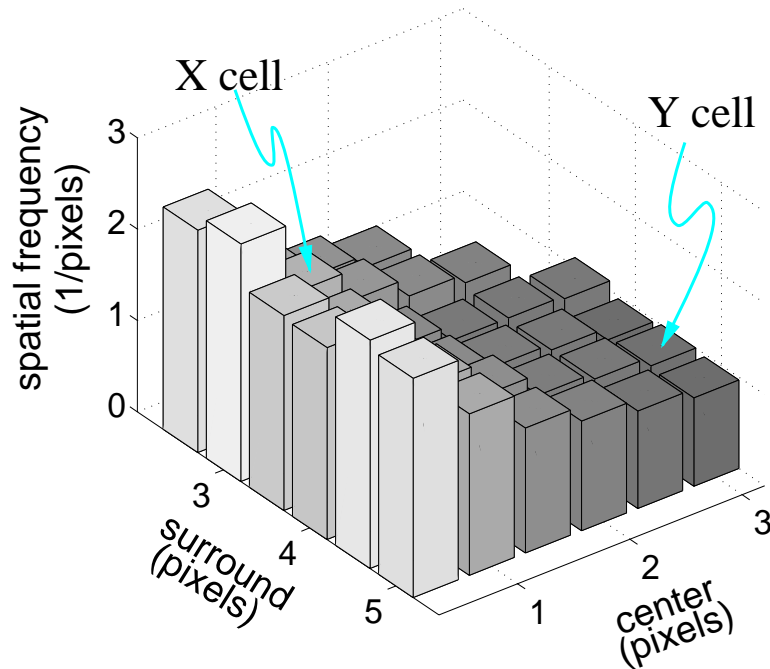 X cell
Y cell
spatial frequency
(1/pixels)
3
2
1
0
3
4
5
surround
(pixels)
1
2
3
center
(pixels)